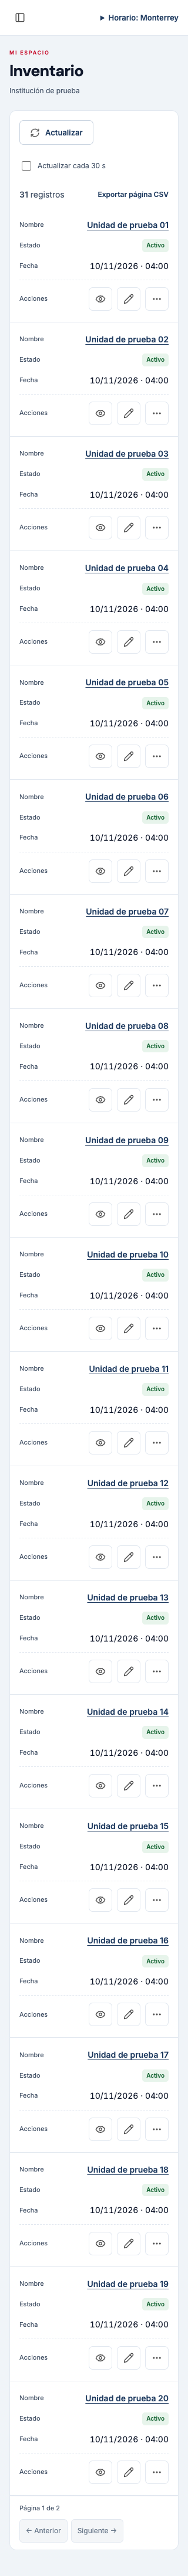 ▶ Horario: Monterrey
MI ESPACIO
Inventario
Institución de prueba
Actualizar
Actualizar cada 30 s
31 registros Exportar página CSV
Nombre Unidad de prueba 01
Estado Activo
Fecha 10/11/2026 · 04:00
Acciones
Nombre Unidad de prueba 02
Estado Activo
Fecha 10/11/2026 · 04:00
Acciones
Nombre Unidad de prueba 03
Estado Activo
Fecha 10/11/2026 · 04:00
Acciones
Nombre Unidad de prueba 04
Estado Activo
Fecha 10/11/2026 · 04:00
Acciones
Nombre Unidad de prueba 05
Estado Activo
Fecha 10/11/2026 · 04:00
Acciones
Nombre Unidad de prueba 06
Estado Activo
Fecha 10/11/2026 · 04:00
Acciones
Nombre Unidad de prueba 07
Estado Activo
Fecha 10/11/2026 · 04:00
Acciones
Nombre Unidad de prueba 08
Estado Activo
Fecha 10/11/2026 · 04:00
Acciones
Nombre Unidad de prueba 09
Estado Activo
Fecha 10/11/2026 · 04:00
Acciones
Nombre Unidad de prueba 10
Estado Activo
Fecha 10/11/2026 · 04:00
Acciones
Nombre Unidad de prueba 11
Estado Activo
Fecha 10/11/2026 · 04:00
Acciones
Nombre Unidad de prueba 12
Estado Activo
Fecha 10/11/2026 · 04:00
Acciones
Nombre Unidad de prueba 13
Estado Activo
Fecha 10/11/2026 · 04:00
Acciones
Nombre Unidad de prueba 14
Estado Activo
Fecha 10/11/2026 · 04:00
Acciones
Nombre Unidad de prueba 15
Estado Activo
Fecha 10/11/2026 · 04:00
Acciones
Nombre Unidad de prueba 16
Estado Activo
Fecha 10/11/2026 · 04:00
Acciones
Nombre Unidad de prueba 17
Estado Activo
Fecha 10/11/2026 · 04:00
Acciones
Nombre Unidad de prueba 18
Estado Activo
Fecha 10/11/2026 · 04:00
Acciones
Nombre Unidad de prueba 19
Estado Activo
Fecha 10/11/2026 · 04:00
Acciones
Nombre Unidad de prueba 20
Estado Activo
Fecha 10/11/2026 · 04:00
Acciones
Página 1 de 2
← Anterior Siguiente →